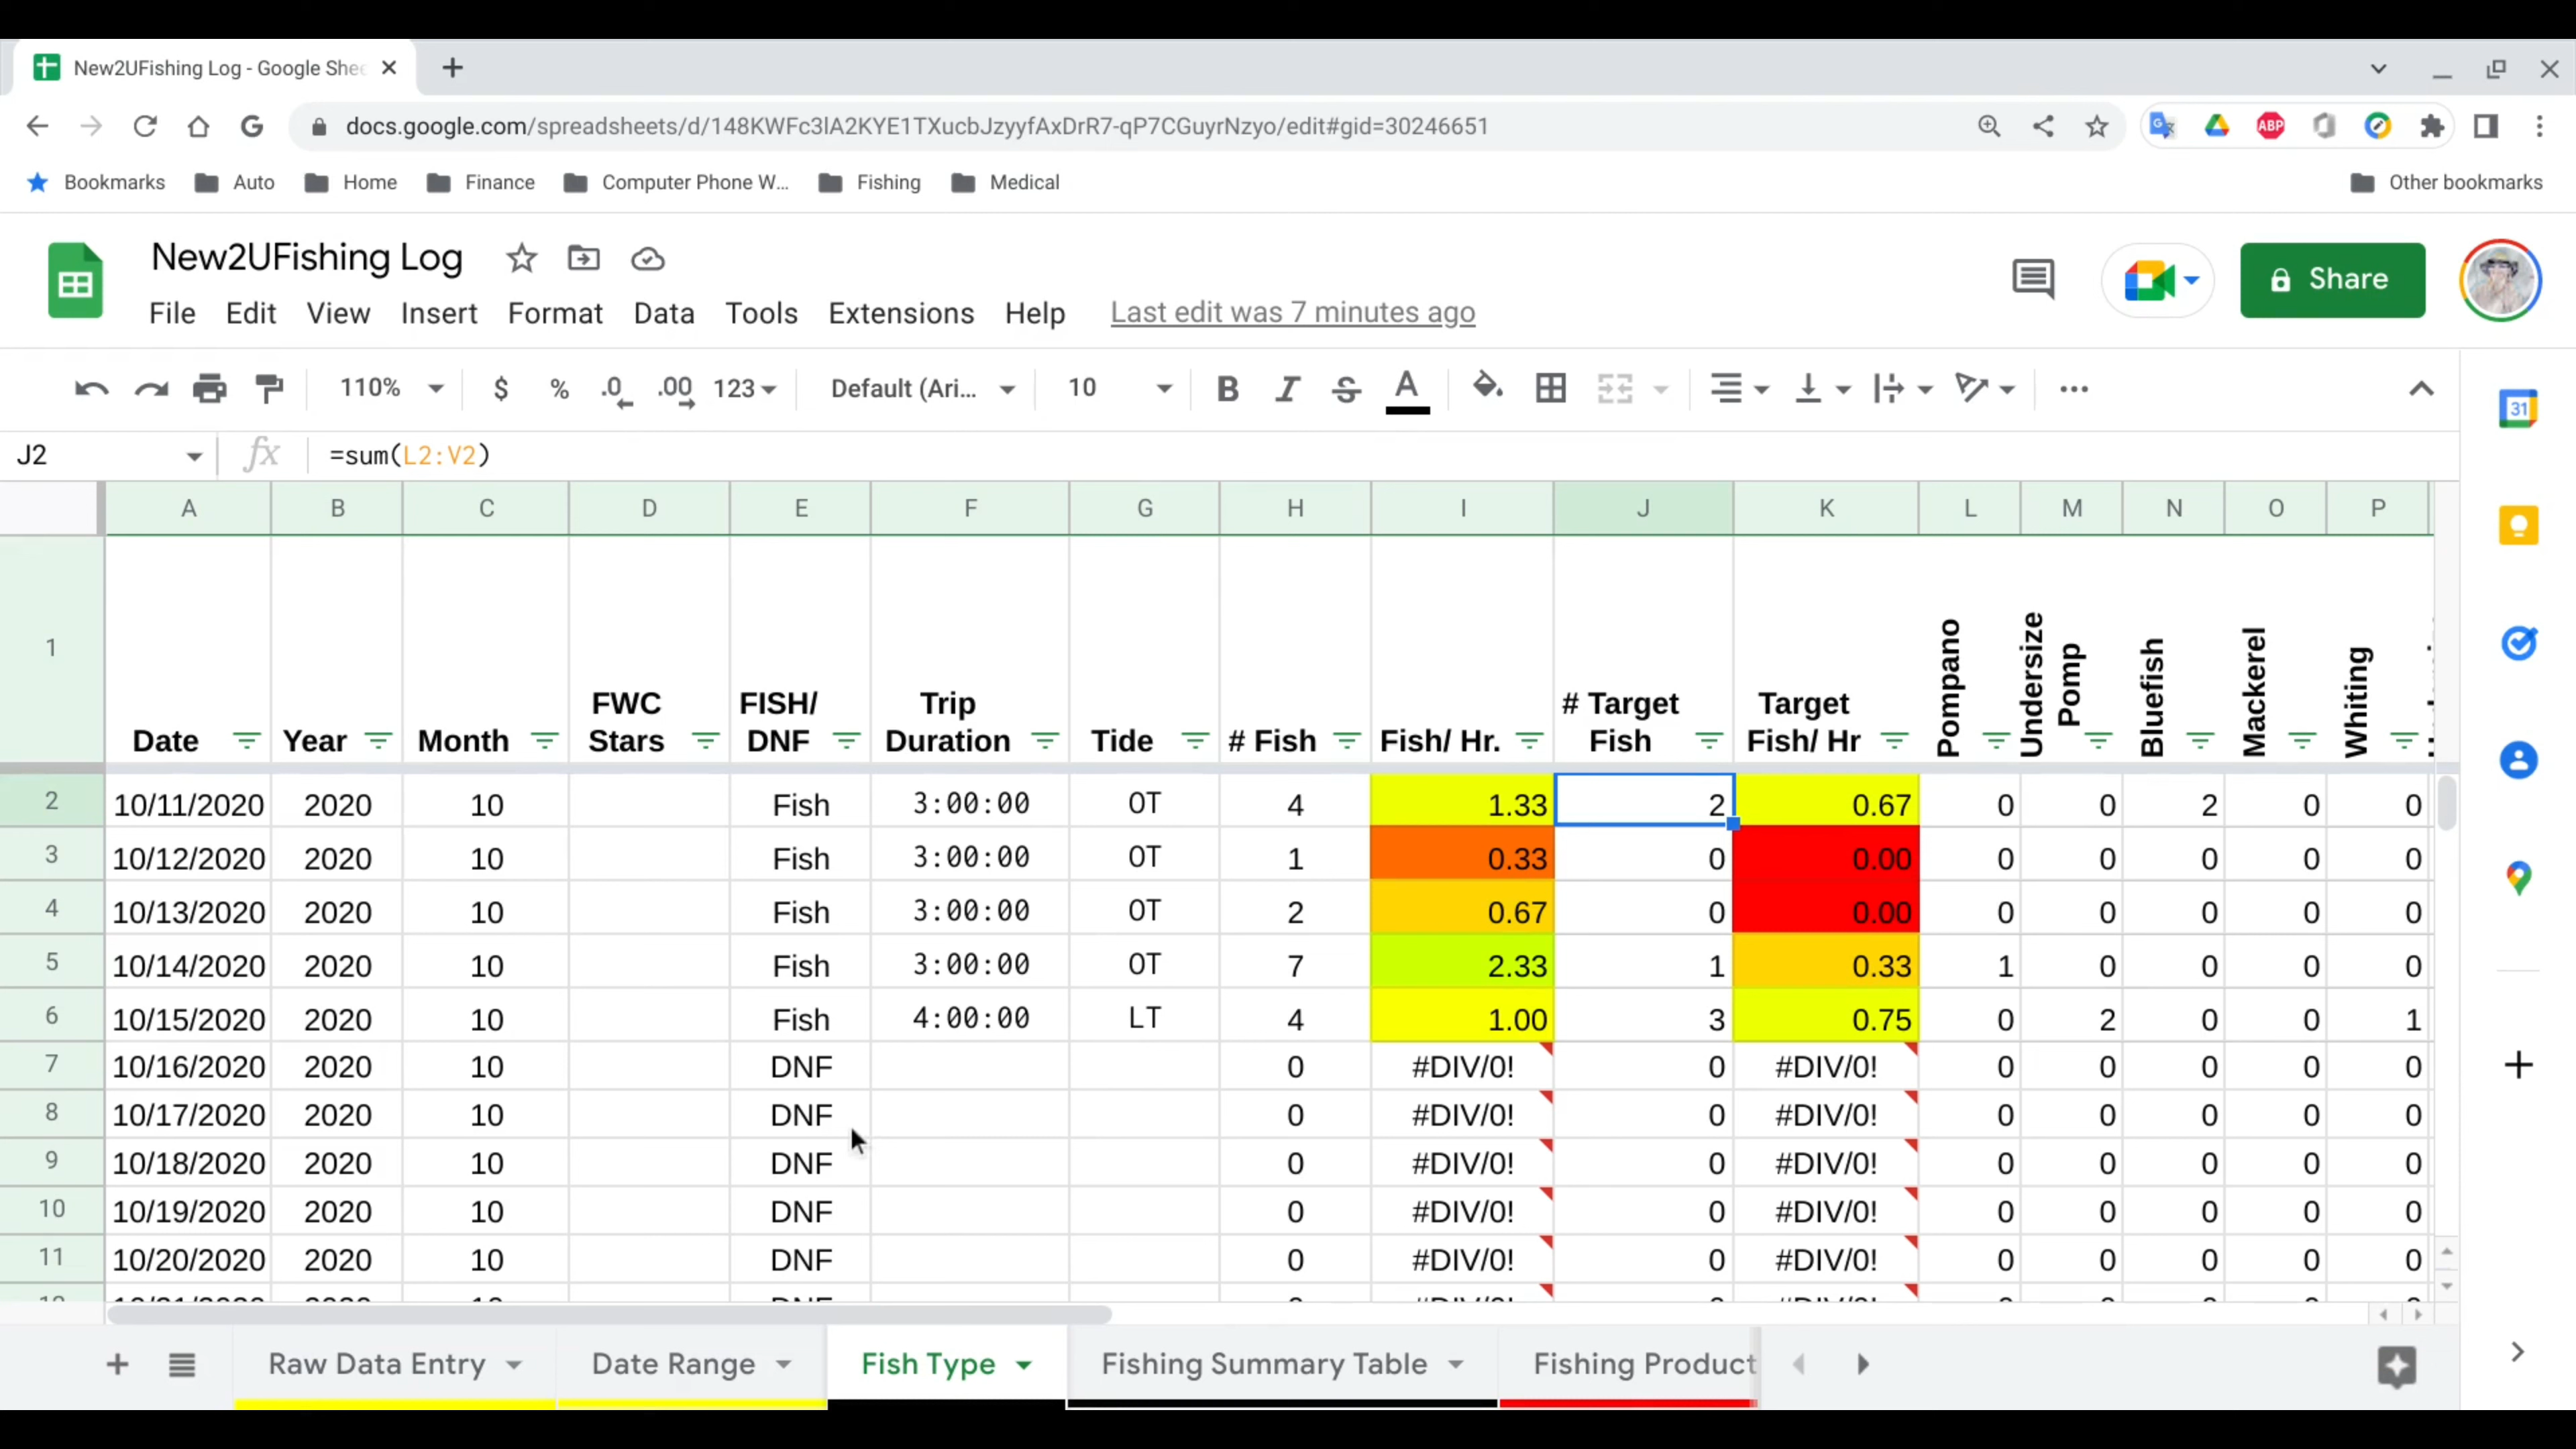 New2UFishing Log - Google Shee
docs.google.com/spreadsheets/d/148KWFc3lA2KYE1TXucbJzyyfAxDrR7-qP7CGuyrNzyo/edit#gid=30246651
ABP
Bookmarks Auto Home Finance Computer Phone W... Fishing Medical Other bookmarks
New2UFishing Log
Share
File Edit View Insert Format Data Tools Extensions Help Last edit was 7 minutes ago
110% $ % .0 .00 123 Default (Ari... 10 B I S A
31
J2 fx =sum(L2:V2)
A B C D E F G H I J K L M N O P
1 Date Year Month FWC Stars FISH/ DNF Trip Duration Tide # Fish Fish/ Hr. # Target Fish Target Fish/ Hr Pompano Undersize Pomp Bluefish Mackerel Whiting
2 10/11/2020 2020 10 Fish 3:00:00 OT 4 1.33 2 0.67 0 0 2 0 0
3 10/12/2020 2020 10 Fish 3:00:00 OT 1 0.33 0 0.00 0 0 0 0 0
4 10/13/2020 2020 10 Fish 3:00:00 OT 2 0.67 0 0.00 0 0 0 0 0
5 10/14/2020 2020 10 Fish 3:00:00 OT 7 2.33 1 0.33 1 0 0 0 0
6 10/15/2020 2020 10 Fish 4:00:00 LT 4 1.00 3 0.75 0 2 0 0 1
7 10/16/2020 2020 10 DNF 0 #DIV/0! 0 #DIV/0! 0 0 0 0 0
8 10/17/2020 2020 10 DNF 0 #DIV/0! 0 #DIV/0! 0 0 0 0 0
9 10/18/2020 2020 10 DNF 0 #DIV/0! 0 #DIV/0! 0 0 0 0 0
10 10/19/2020 2020 10 DNF 0 #DIV/0! 0 #DIV/0! 0 0 0 0 0
11 10/20/2020 2020 10 DNF 0 #DIV/0! 0 #DIV/0! 0 0 0 0 0
Raw Data Entry Date Range Fish Type Fishing Summary Table Fishing Product